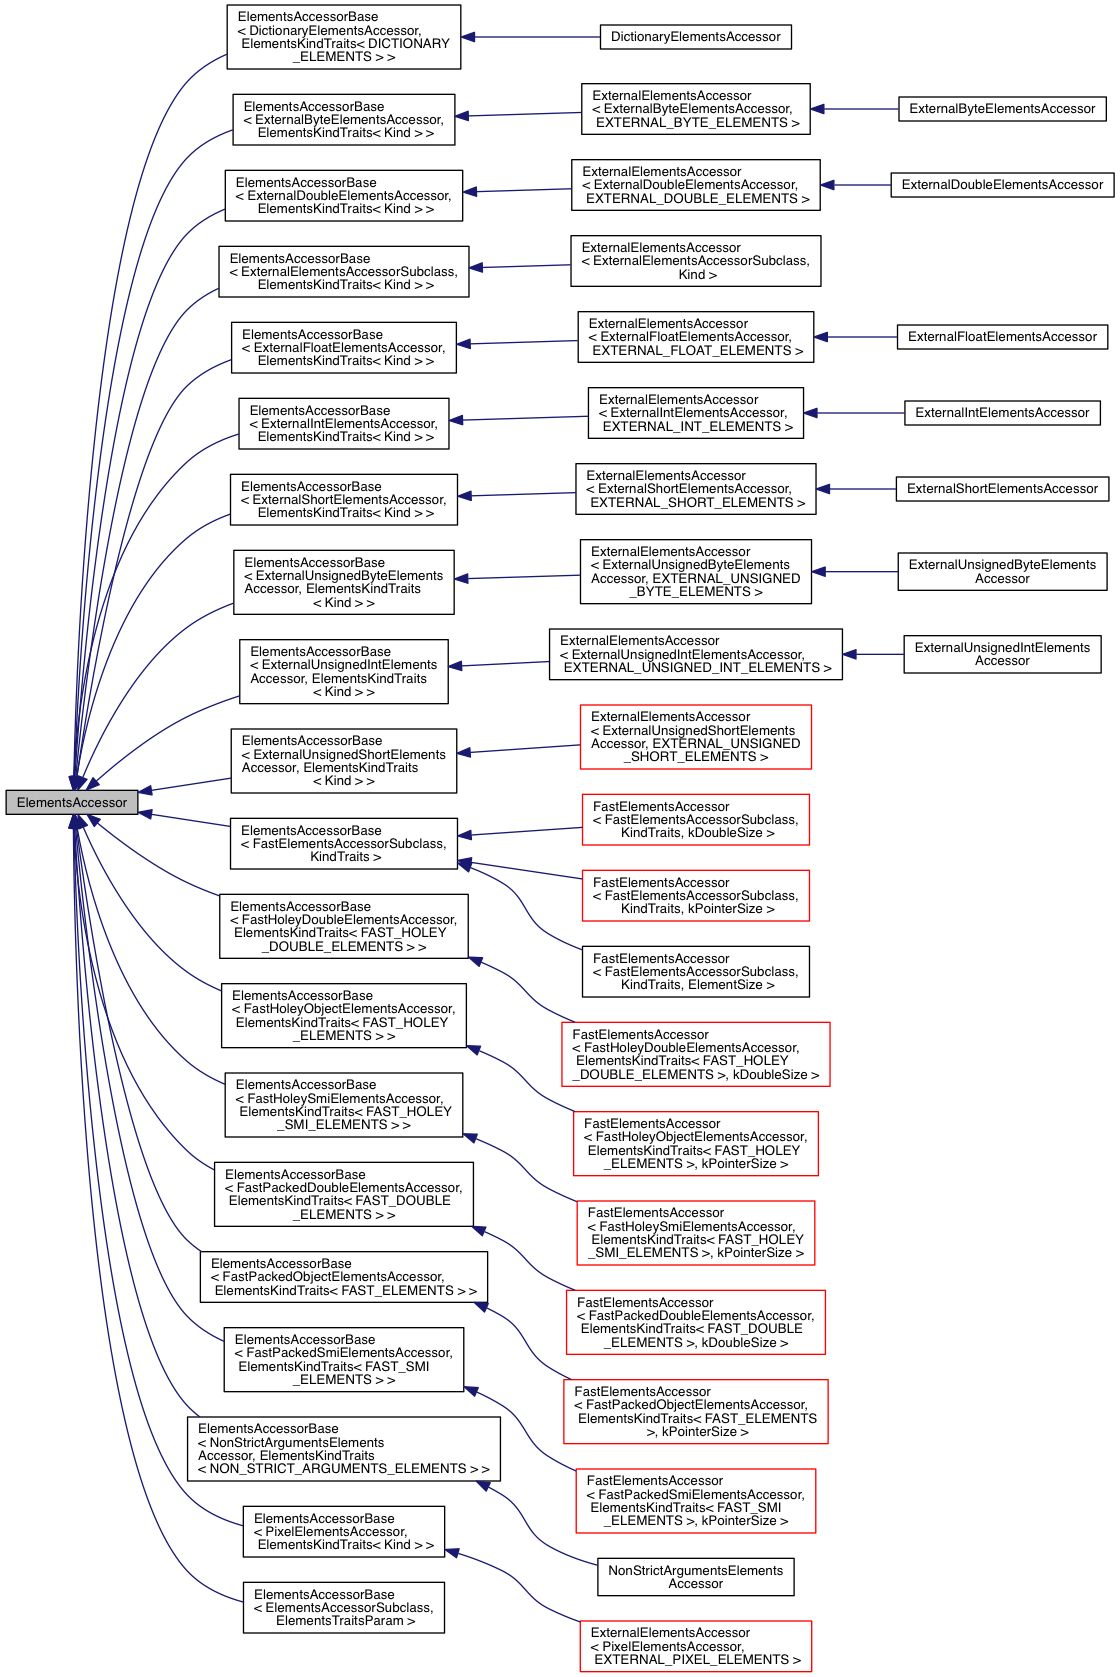 ElementsAccessorBase
< DictionaryElementsAccessor,
ElementsKindTraits< DICTIONARY
_ELEMENTS > >
DictionaryElementsAccessor
ElementsAccessorBase
< ExternalByteElementsAccessor,
ElementsKindTraits< Kind > >
ExternalElementsAccessor
< ExternalByteElementsAccessor,
EXTERNAL_BYTE_ELEMENTS >
ExternalByteElementsAccessor
ElementsAccessorBase
< ExternalDoubleElementsAccessor,
ElementsKindTraits< Kind > >
ExternalElementsAccessor
< ExternalDoubleElementsAccessor,
EXTERNAL_DOUBLE_ELEMENTS >
ExternalDoubleElementsAccessor
ElementsAccessorBase
< ExternalElementsAccessorSubclass,
ElementsKindTraits< Kind > >
ExternalElementsAccessor
< ExternalElementsAccessorSubclass,
Kind >
ElementsAccessorBase
< ExternalFloatElementsAccessor,
ElementsKindTraits< Kind > >
ExternalElementsAccessor
< ExternalFloatElementsAccessor,
EXTERNAL_FLOAT_ELEMENTS >
ExternalFloatElementsAccessor
ElementsAccessorBase
< ExternalIntElementsAccessor,
ElementsKindTraits< Kind > >
ExternalElementsAccessor
< ExternalIntElementsAccessor,
EXTERNAL_INT_ELEMENTS >
ExternalIntElementsAccessor
ElementsAccessorBase
< ExternalShortElementsAccessor,
ElementsKindTraits< Kind > >
ExternalElementsAccessor
< ExternalShortElementsAccessor,
EXTERNAL_SHORT_ELEMENTS >
ExternalShortElementsAccessor
ElementsAccessorBase
< ExternalUnsignedByteElements
Accessor, ElementsKindTraits
< Kind > >
ExternalElementsAccessor
< ExternalUnsignedByteElements
Accessor, EXTERNAL_UNSIGNED
_BYTE_ELEMENTS >
ExternalUnsignedByteElements
Accessor
ElementsAccessorBase
< ExternalUnsignedIntElements
Accessor, ElementsKindTraits
< Kind > >
ExternalElementsAccessor
< ExternalUnsignedIntElementsAccessor,
EXTERNAL_UNSIGNED_INT_ELEMENTS >
ExternalUnsignedIntElements
Accessor
ElementsAccessorBase
< ExternalUnsignedShortElements
Accessor, ElementsKindTraits
< Kind > >
ExternalElementsAccessor
< ExternalUnsignedShortElements
Accessor, EXTERNAL_UNSIGNED
_SHORT_ELEMENTS >
ElementsAccessor
ElementsAccessorBase
< FastElementsAccessorSubclass,
KindTraits >
FastElementsAccessor
< FastElementsAccessorSubclass,
KindTraits, kDoubleSize >
FastElementsAccessor
< FastElementsAccessorSubclass,
KindTraits, kPointerSize >
FastElementsAccessor
< FastElementsAccessorSubclass,
KindTraits, ElementSize >
ElementsAccessorBase
< FastHoleyDoubleElementsAccessor,
ElementsKindTraits< FAST_HOLEY
_DOUBLE_ELEMENTS > >
FastElementsAccessor
< FastHoleyDoubleElementsAccessor,
ElementsKindTraits< FAST_HOLEY
_DOUBLE_ELEMENTS >, kDoubleSize >
ElementsAccessorBase
< FastHoleyObjectElementsAccessor,
ElementsKindTraits< FAST_HOLEY
_ELEMENTS > >
FastElementsAccessor
< FastHoleyObjectElementsAccessor,
ElementsKindTraits< FAST_HOLEY
_ELEMENTS >, kPointerSize >
ElementsAccessorBase
< FastHoleySmiElementsAccessor,
ElementsKindTraits< FAST_HOLEY
_SMI_ELEMENTS > >
FastElementsAccessor
< FastHoleySmiElementsAccessor,
ElementsKindTraits< FAST_HOLEY
_SMI_ELEMENTS >, kPointerSize >
ElementsAccessorBase
< FastPackedDoubleElementsAccessor,
ElementsKindTraits< FAST_DOUBLE
_ELEMENTS > >
FastElementsAccessor
< FastPackedDoubleElementsAccessor,
ElementsKindTraits< FAST_DOUBLE
_ELEMENTS >, kDoubleSize >
ElementsAccessorBase
< FastPackedObjectElementsAccessor,
ElementsKindTraits< FAST_ELEMENTS > >
FastElementsAccessor
< FastPackedObjectElementsAccessor,
ElementsKindTraits< FAST_ELEMENTS
>, kPointerSize >
ElementsAccessorBase
< FastPackedSmiElementsAccessor,
ElementsKindTraits< FAST_SMI
_ELEMENTS > >
FastElementsAccessor
< FastPackedSmiElementsAccessor,
ElementsKindTraits< FAST_SMI
_ELEMENTS >, kPointerSize >
ElementsAccessorBase
< NonStrictArgumentsElements
Accessor, ElementsKindTraits
< NON_STRICT_ARGUMENTS_ELEMENTS > >
NonStrictArgumentsElements
Accessor
ElementsAccessorBase
< PixelElementsAccessor,
ElementsKindTraits< Kind > >
ExternalElementsAccessor
< PixelElementsAccessor,
EXTERNAL_PIXEL_ELEMENTS >
ElementsAccessorBase
< ElementsAccessorSubclass,
ElementsTraitsParam >